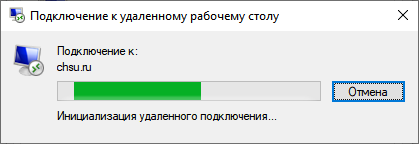 Подключение к удаленному рабочему столу
Подключение к:
chsu.ru
Отмена
Инициализация удаленного подключения...